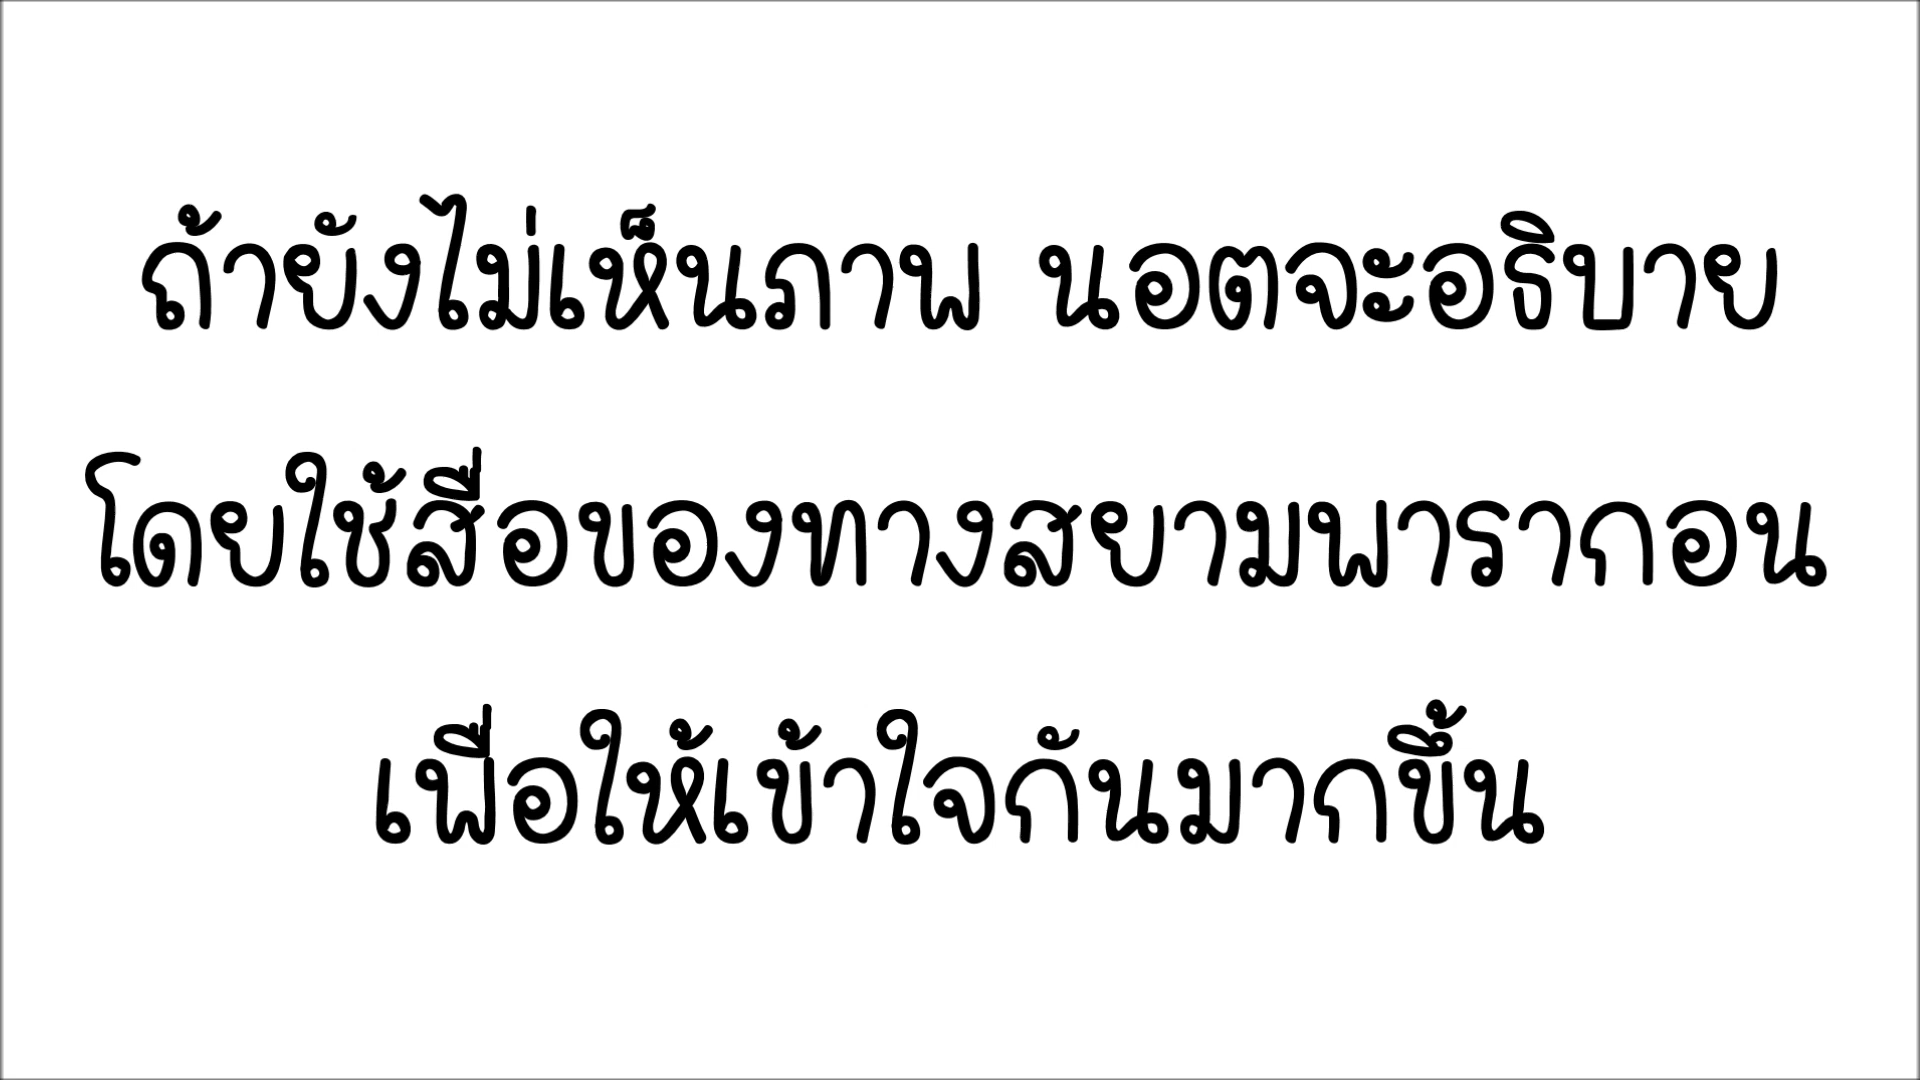 ถ้ายังไม่เห็นภาพ นอตจะอธิบาย
โดยใช้สื่อของทางสยามพารากอน
เพื่อให้เข้าใจกันมากขึ้น